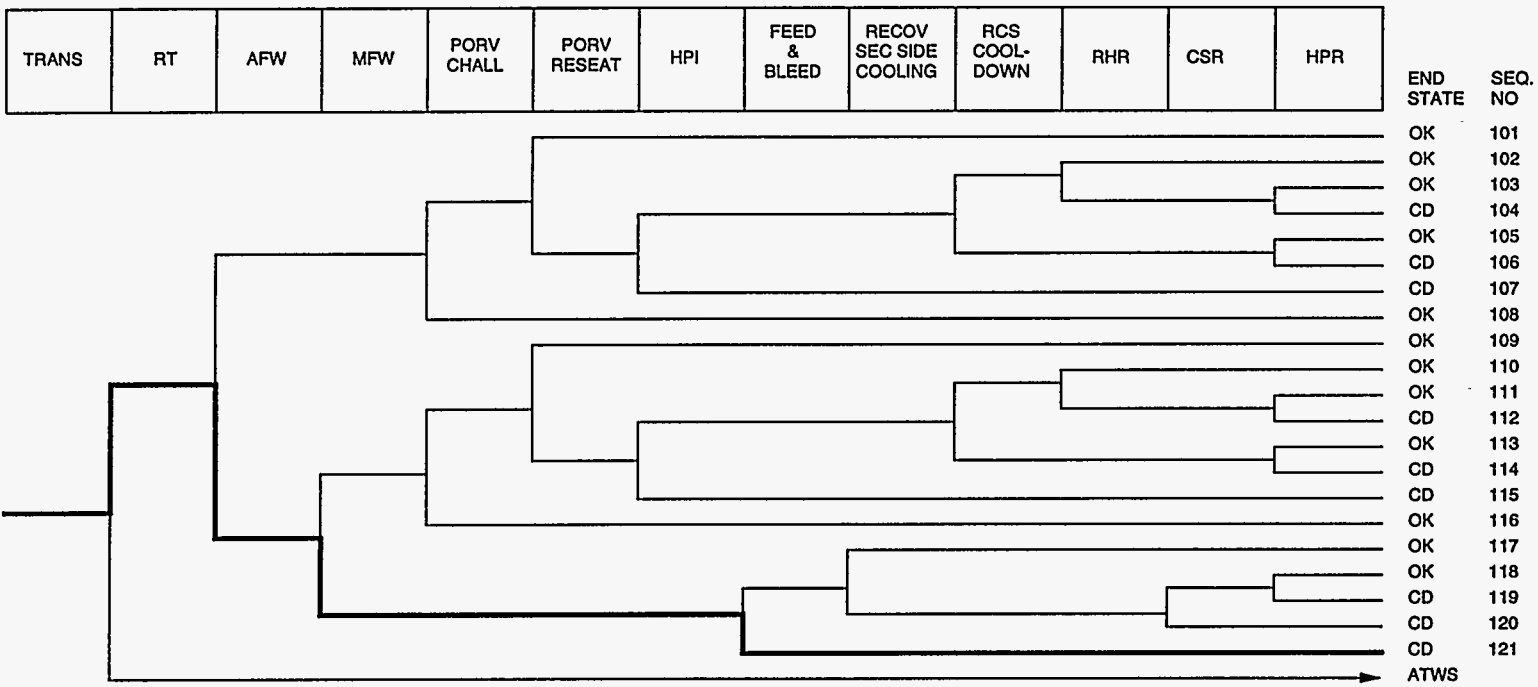 TRANS
RT
AFW
MFW
PORV
CHALL
PORV
RESEAT
HPI
FEED
&
BLEED
RECOV
SEC SIDE
COOLING
RCS
COOL-
DOWN
RHR
CSR
HPR
END
STATE
SEQ.
NO
OK 101
OK 102
OK 103
CD 104
OK 105
CD 106
CD 107
OK 108
OK 109
OK 110
OK 111
CD 112
OK 113
CD 114
CD 115
OK 116
OK 117
OK 118
CD 119
CD 120
CD 121
ATWS